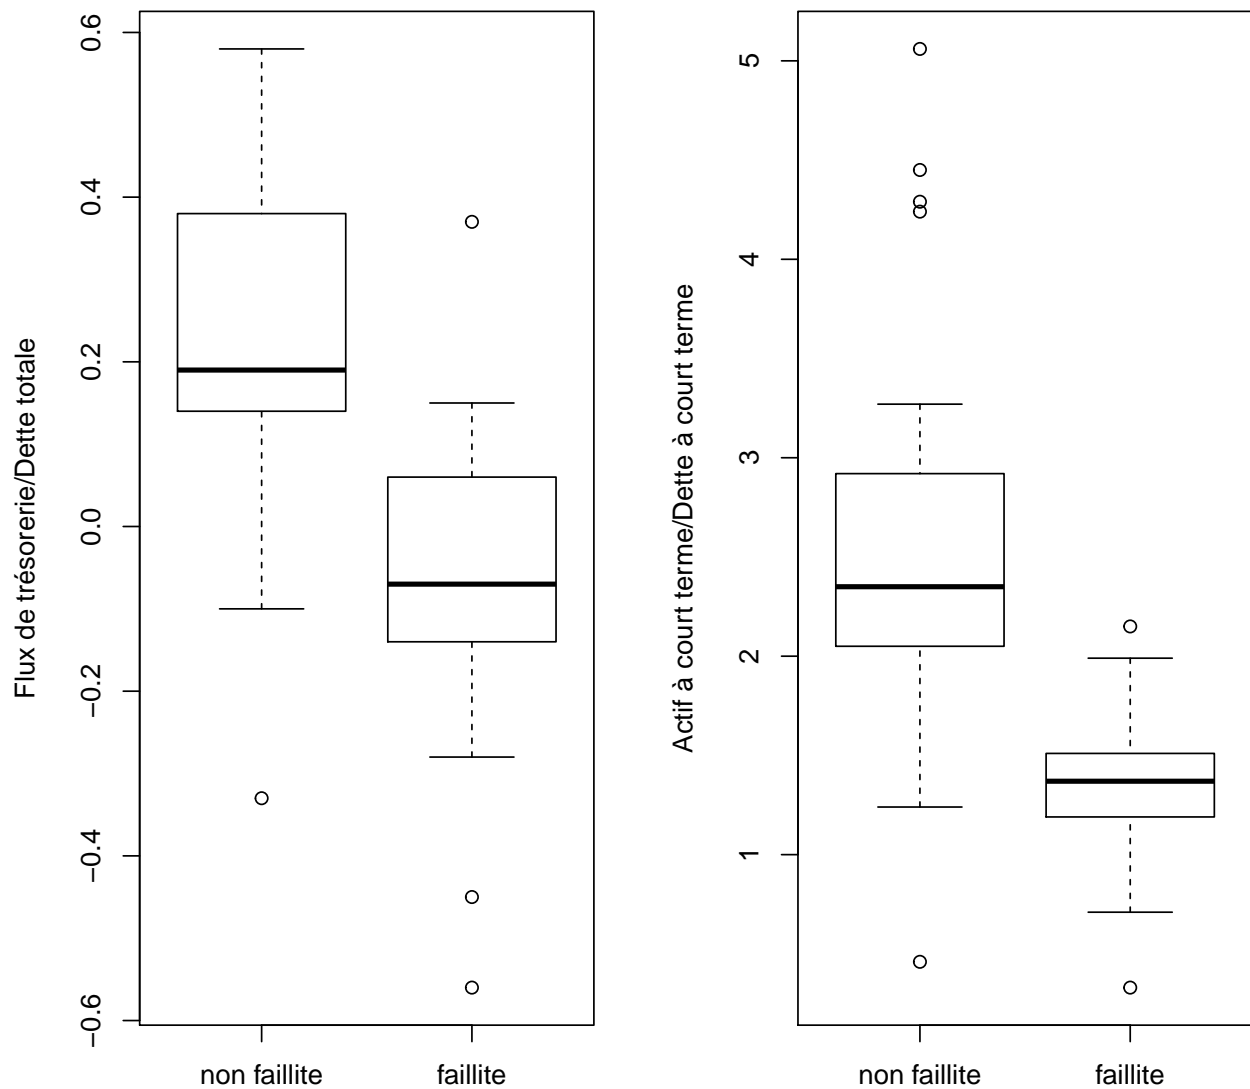 Flux de trésorerie/Dette totale
0.6
0.4
0.2
0.0
−0.2
−0.4
−0.6
non faillite
faillite
Actif à court terme/Dette à court terme
5
4
3
2
1
non faillite
faillite